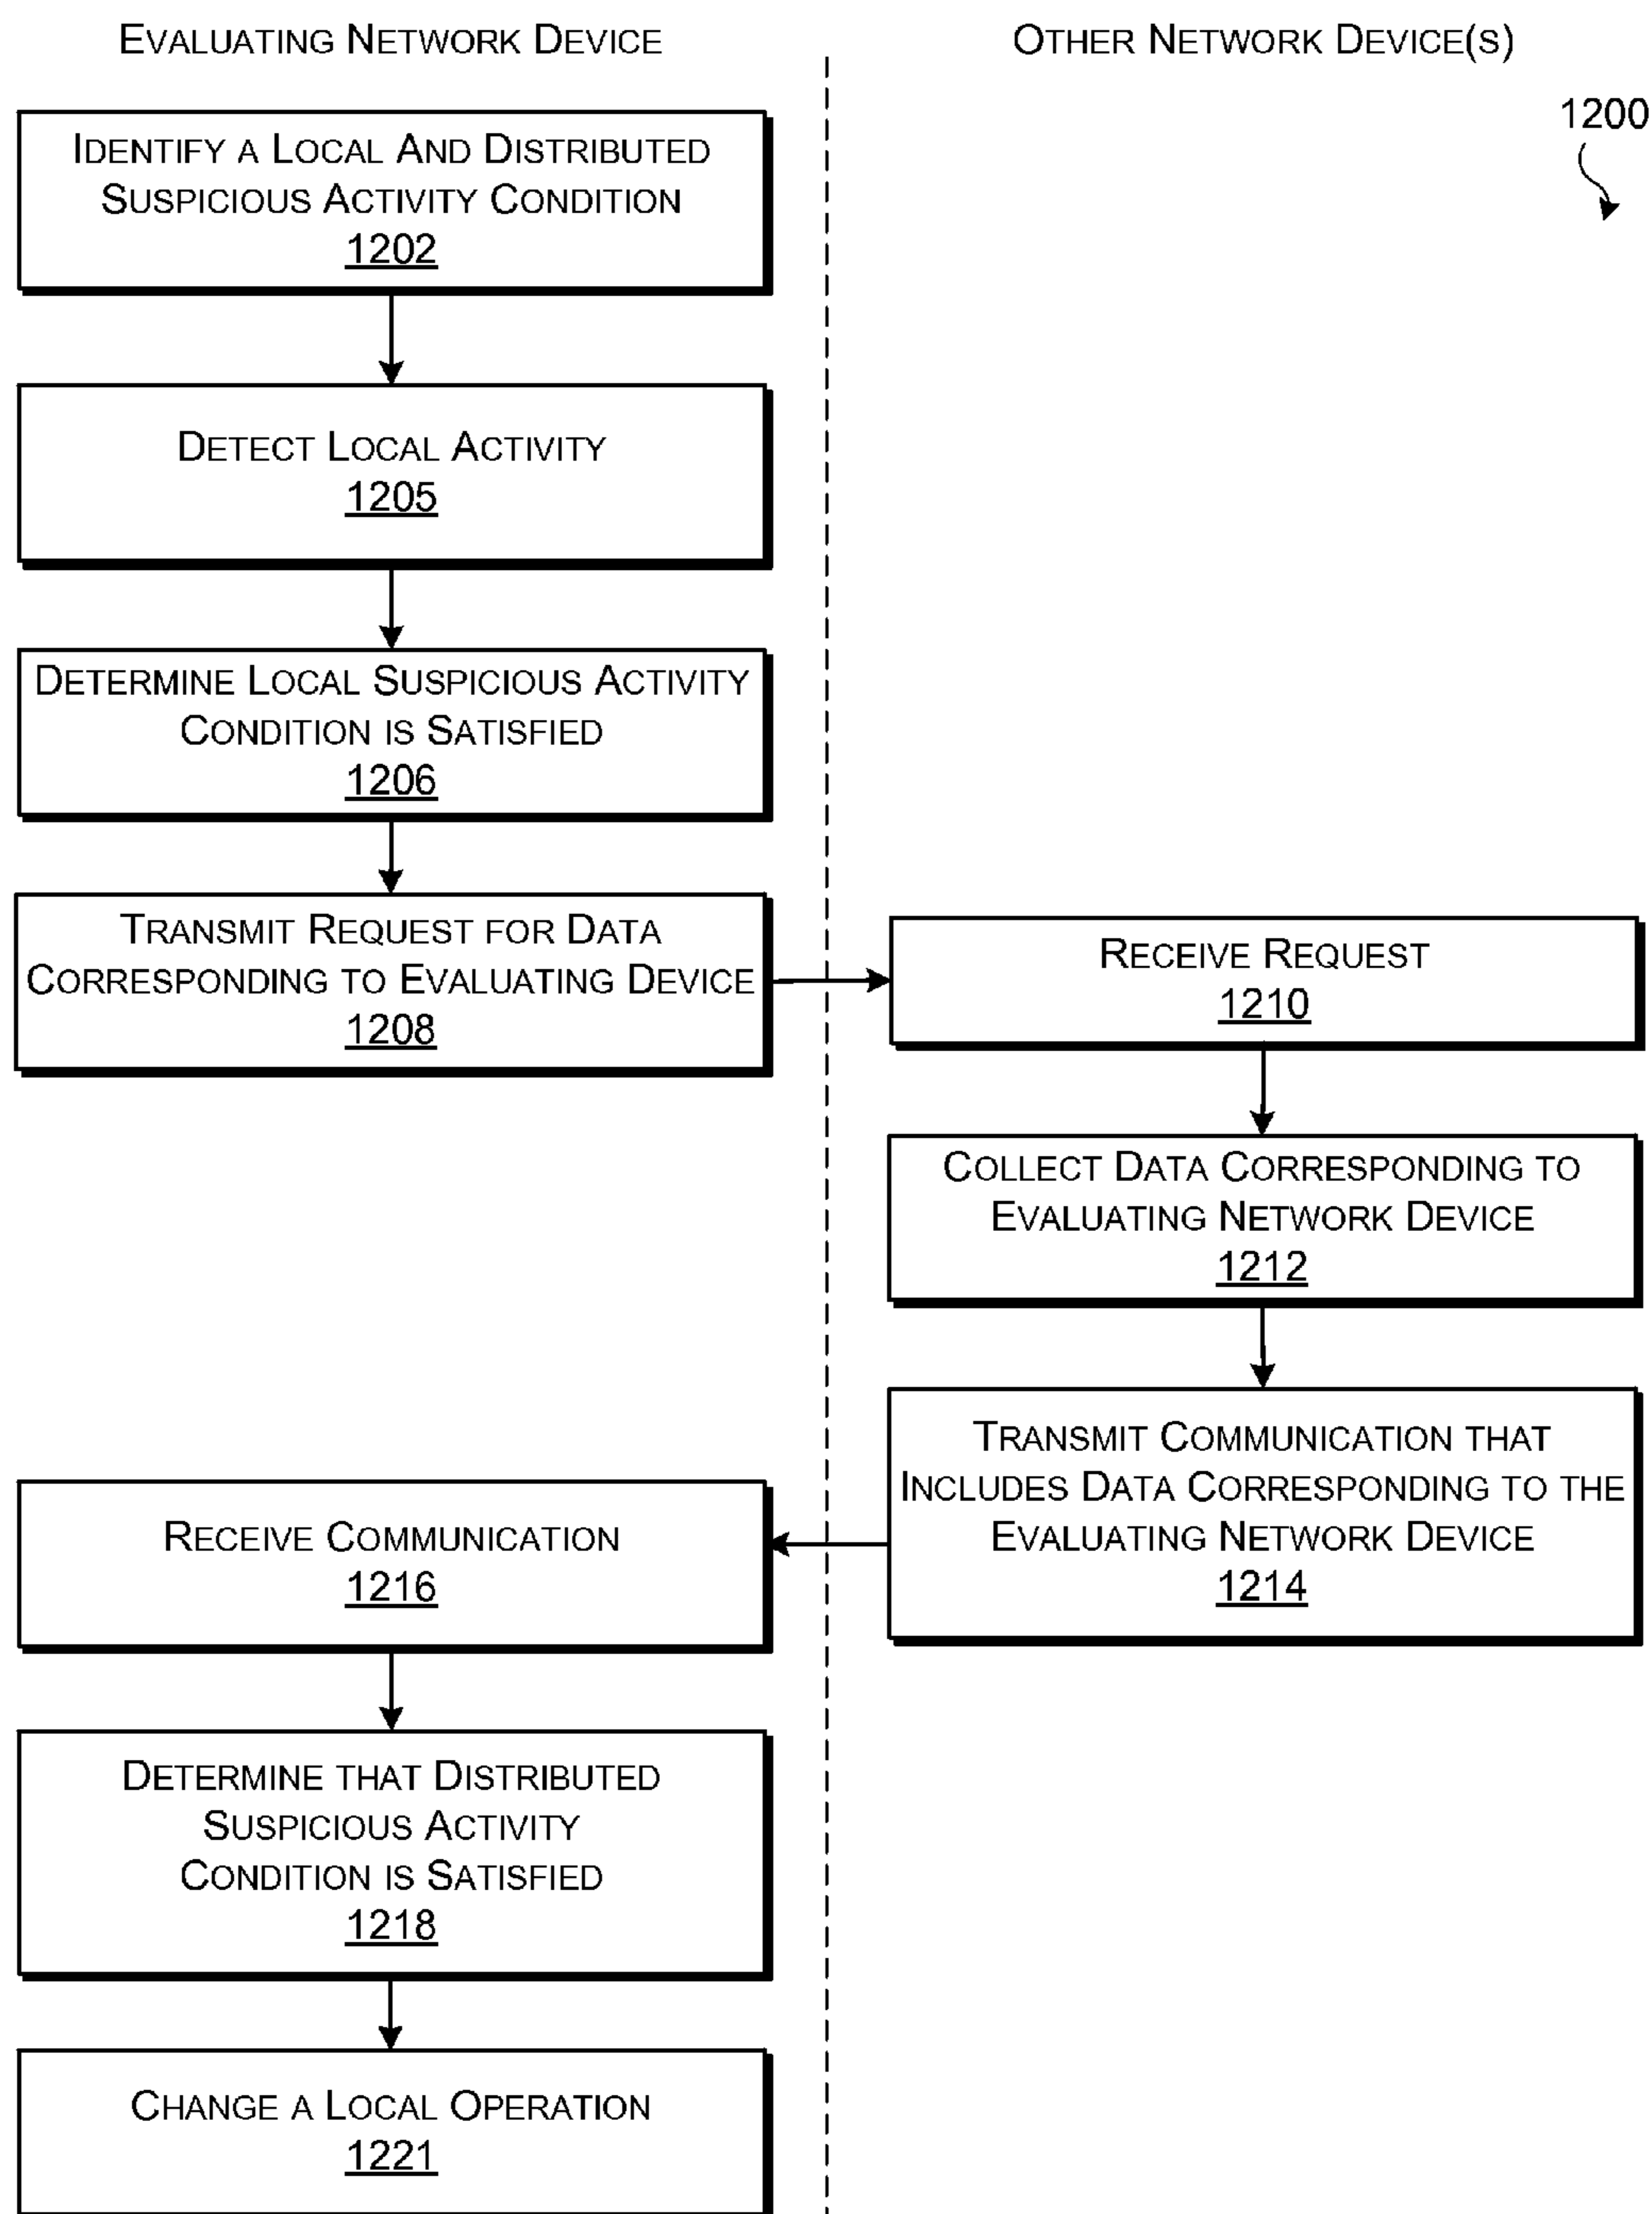 EVALUATING NETWORK DEVICE
OTHER NETWORK DEVICE(S)
1200
IDENTIFY A LOCAL AND DISTRIBUTED
SUSPICIOUS ACTIVITY CONDITION
1202
DETECT LOCAL ACTIVITY
1205
DETERMINE LOCAL SUSPICIOUS ACTIVITY
CONDITION IS SATISFIED
1206
TRANSMIT REQUEST FOR DATA
CORRESPONDING TO EVALUATING DEVICE
1208
RECEIVE REQUEST
1210
COLLECT DATA CORRESPONDING TO
EVALUATING NETWORK DEVICE
1212
TRANSMIT COMMUNICATION THAT
INCLUDES DATA CORRESPONDING TO THE
EVALUATING NETWORK DEVICE
1214
RECEIVE COMMUNICATION
1216
DETERMINE THAT DISTRIBUTED
SUSPICIOUS ACTIVITY
CONDITION IS SATISFIED
1218
CHANGE A LOCAL OPERATION
1221